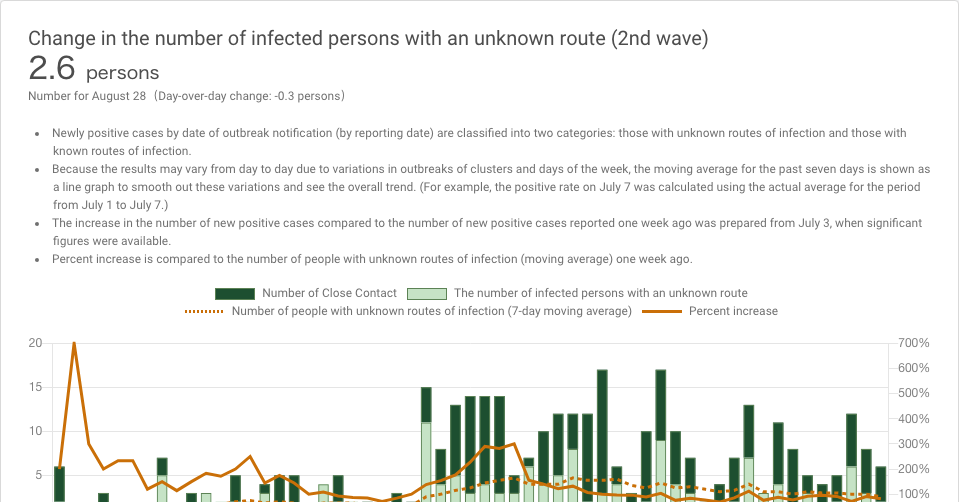 Change in the number of infected persons with an unknown route (2nd wave)
2.6 persons
Number for August 28 (Day-over-day change: -0.3 persons)
• Newly positive cases by date of outbreak notification (by reporting date) are classified into two categories: those with unknown routes of infection and those with
known routes of infection.
• Because the results may vary from day to day due to variations in outbreaks of clusters and days of the week, the moving average for the past seven days is shown as
a line graph to smooth out these variations and see the overall trend. (For example, the positive rate on July 7 was calculated using the actual average for the period
from July 1 to July 7.)
• The increase in the number of new positive cases compared to the number of new positive cases reported one week ago was prepared from July 3, when significant
figures were available.
• Percent increase is compared to the number of people with unknown routes of infection (moving average) one week ago.
Number of Close Contact The number of infected persons with an unknown route
Number of people with unknown routes of infection (7-day moving average) Percent increase
20 700%
600%
15 500%
400%
10 300%
5 200%
100%